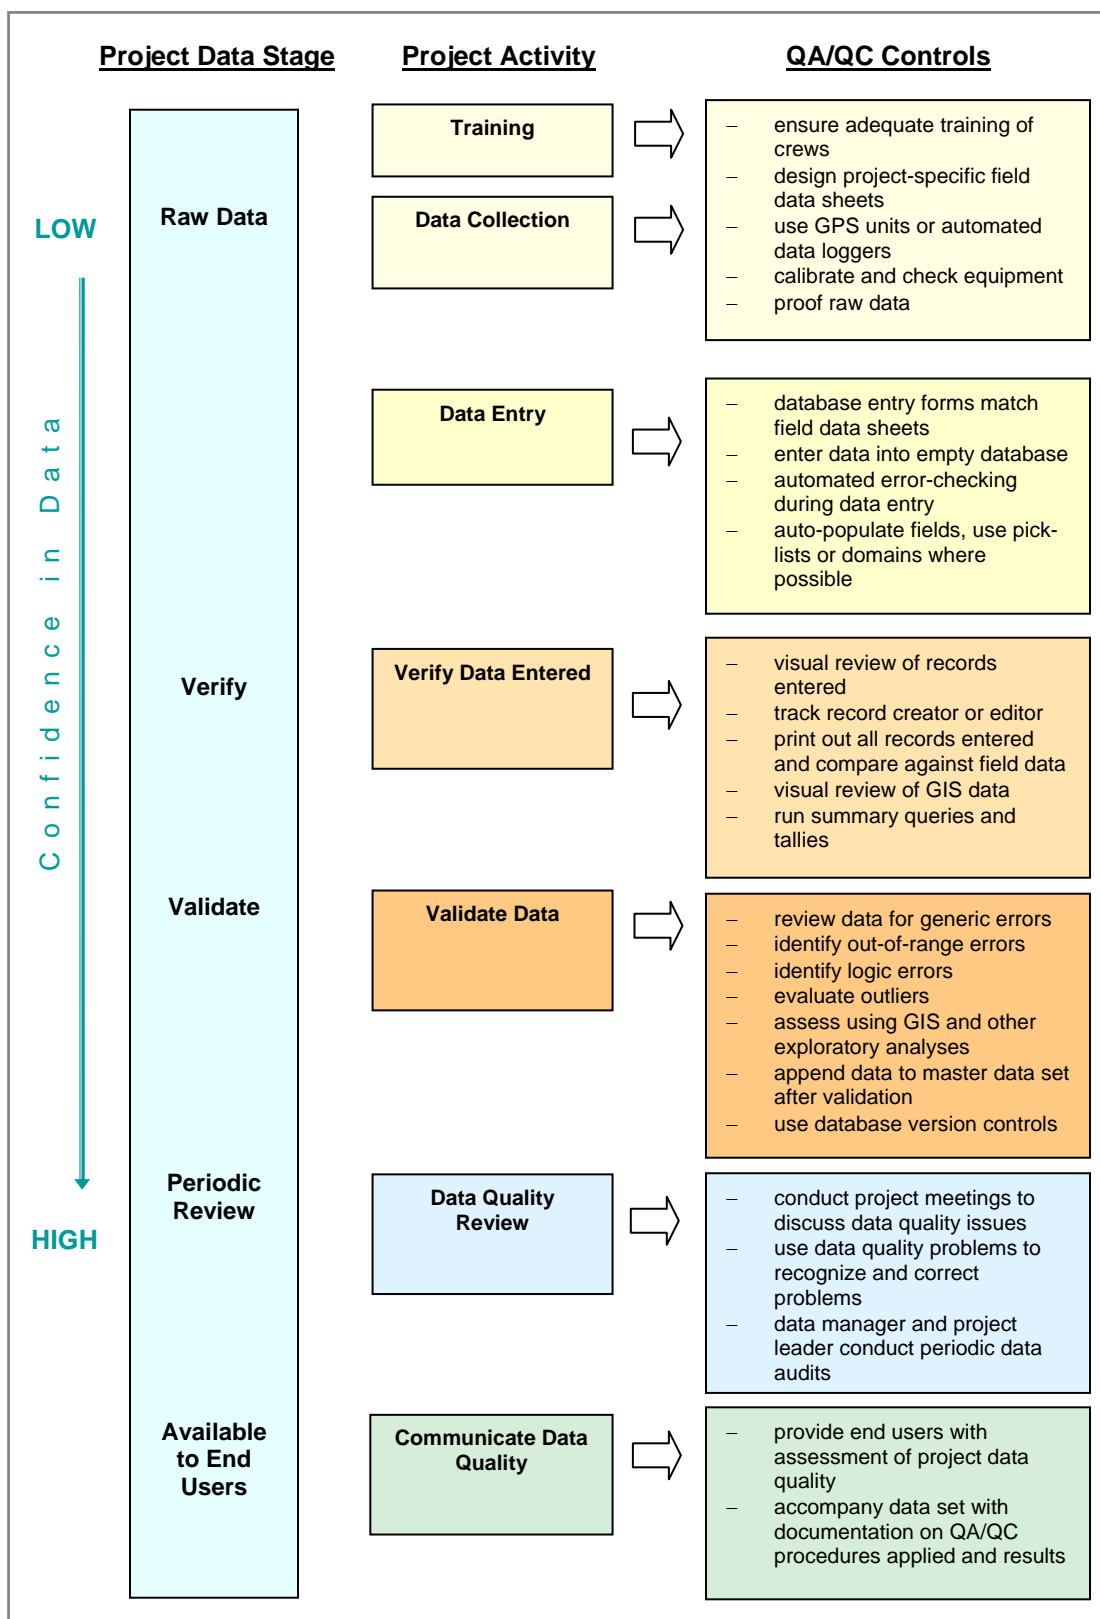 Project Data Stage
Project Activity
QA/QC Controls
LOW
Confidence in Data
HIGH
Raw Data
Verify
Validate
Periodic
Review
Available
to End
Users
Training
Data Collection
– ensure adequate training of
crews
– design project-specific field
data sheets
– use GPS units or automated
data loggers
– calibrate and check equipment
– proof raw data
Data Entry
– database entry forms match
field data sheets
– enter data into empty database
– automated error-checking
during data entry
– auto-populate fields, use pick-
lists or domains where
possible
Verify Data Entered
– visual review of records
entered
– track record creator or editor
– print out all records entered
and compare against field data
– visual review of GIS data
– run summary queries and
tallies
Validate Data
– review data for generic errors
– identify out-of-range errors
– identify logic errors
– evaluate outliers
– assess using GIS and other
exploratory analyses
– append data to master data set
after validation
– use database version controls
Data Quality
Review
– conduct project meetings to
discuss data quality issues
– use data quality problems to
recognize and correct
problems
– data manager and project
leader conduct periodic data
audits
Communicate Data
Quality
– provide end users with
assessment of project data
quality
– accompany data set with
documentation on QA/QC
procedures applied and results